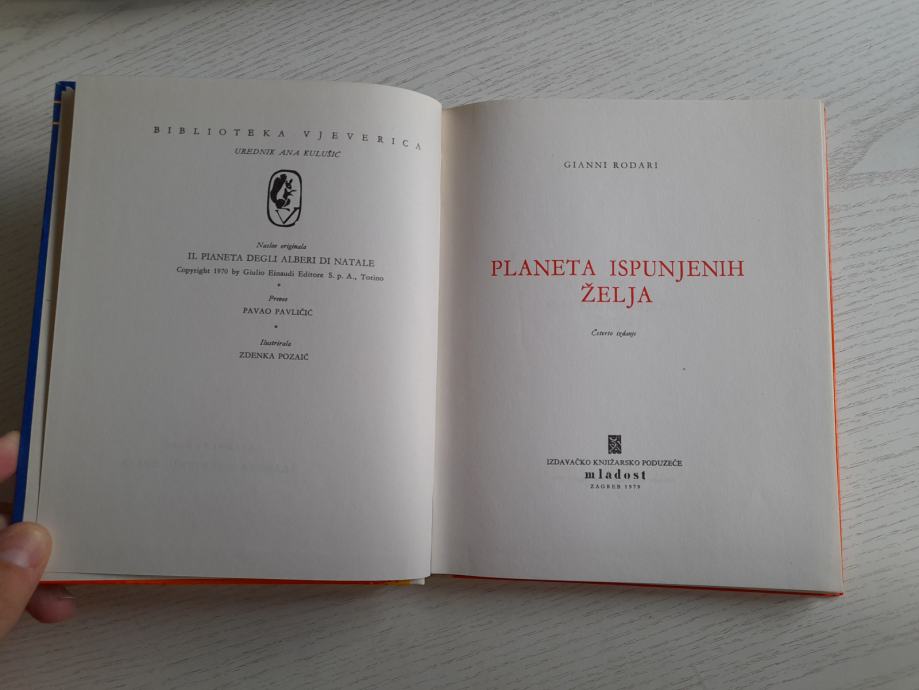 BIBLIOTEKA VJEVERICA
UREDNIK ANA KULUŠIĆ
Naslov originala
IL PIANETA DEGLI ALBERI DI NATALE
Copyright 1970 by Giulio Einaudi Editore S. p. A., Torino
*
Preveo
PAVAO PAVLIČIĆ
*
Ilustrirala
ZDENKA POZAIĆ
GIANNI RODARI
PLANETA ISPUNJENIH
ŽELJA
Četvrto izdanje
IZDAVAČKO KNJIŽARSKO PODUZEĆE
mladost
ZAGREB 1979